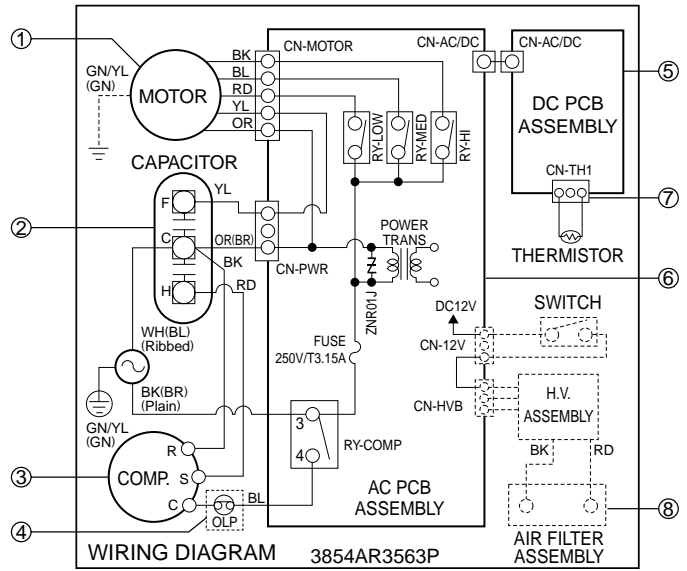 1
CN-MOTOR
CN-AC/DC
CN-AC/DC
BK
BL
RD
YL
OR
GN/YL
(GN)
MOTOR
5
DC PCB
ASSEMBLY
RY-LOW
RY-MED
RY-HI
CAPACITOR
CN-TH1
7
F
YL
2
C
OR(BR)
BK
CN-PWR
POWER
TRANS
THERMISTOR
6
H
RD
ZNR01J
DC12V
SWITCH
WH(BL)
(Ribbed)
FUSE
250V/T3.15A
CN-12V
BK(BR)
(Plain)
CN-HVB
H.V.
ASSEMBLY
GN/YL
(GN)
3
RY-COMP
BK
RD
R
4
3
COMP.
S
C
BL
OLP
AC PCB
ASSEMBLY
8
4
AIR FILTER
ASSEMBLY
WIRING DIAGRAM
3854AR3563P